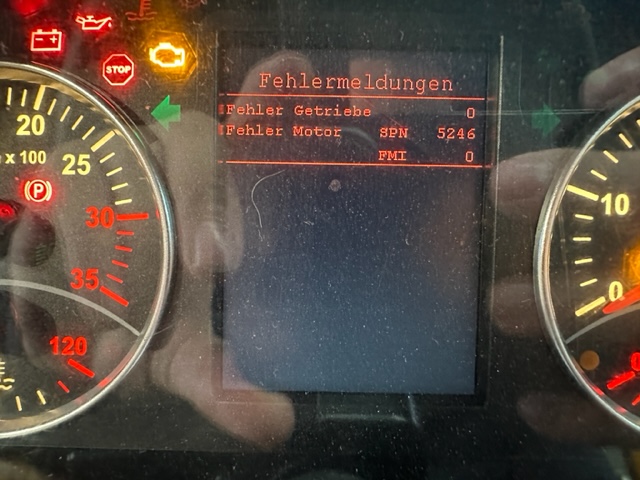 STOP
Fehlermeldungen
Fehler Getriebe 0
Fehler Motor SPN 5246
FMI 0
20
x 100
25
(P)
30
35
120
10
0